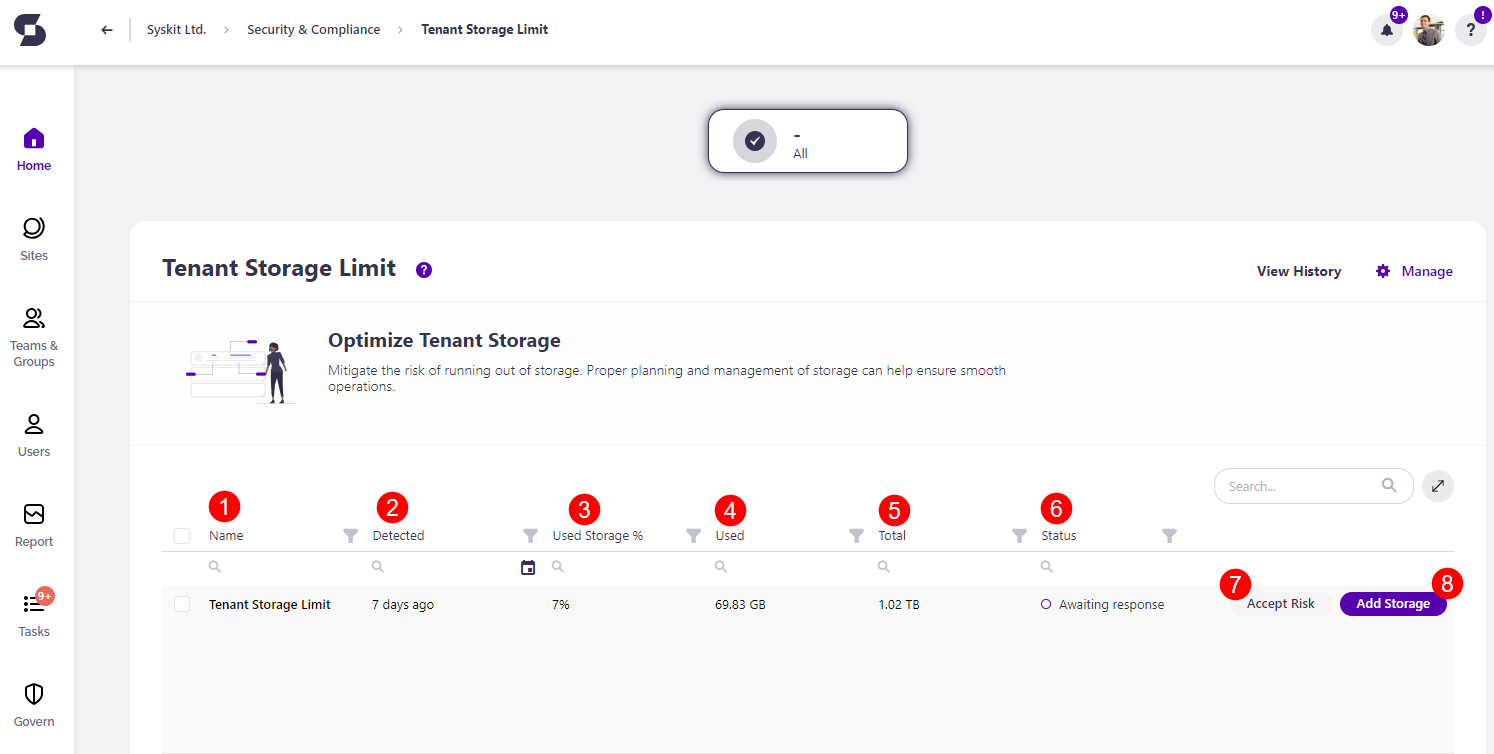 Syskit Ltd. > Security & Compliance > Tenant Storage Limit
9+
!
?
Home
Sites
Teams &
Groups
Users
Report
9+
Tasks
Govern
-
All
Tenant Storage Limit ?
View History
Manage
Optimize Tenant Storage
Mitigate the risk of running out of storage. Proper planning and management of storage can help ensure smooth
operations.
Search...
1 2 3 4 5 6
Name Detected Used Storage % Used Total Status
7 8
Tenant Storage Limit 7 days ago 7% 69.83 GB 1.02 TB Awaiting response Accept Risk Add Storage